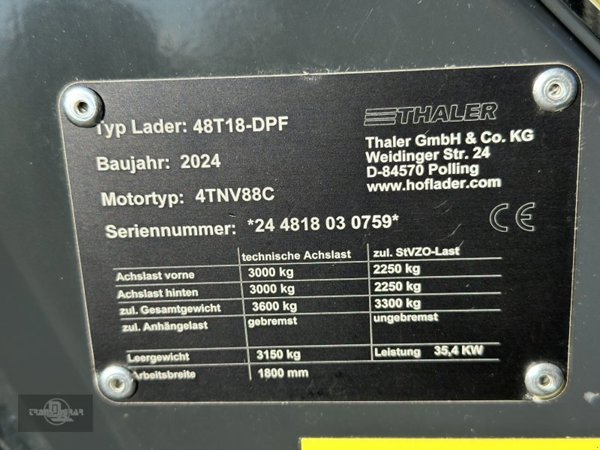 Typ Lader: 48T18-DPF
THALER
Baujahr: 2024
Thaler GmbH & Co. KG
Weidinger Str. 24
D-84570 Polling
www.hoflader.com
Motortyp: 4TNV88C
Seriennummer: *24 4818 03 0759*
CE
technische Achslast zul. StVZO-Last
Achslast vorne 3000 kg 2250 kg
Achslast hinten 3000 kg 2250 kg
zul. Gesamtgewicht 3600 kg 3300 kg
zul. Anhängelast gebremst ungebremst
Leergewicht 3150 kg Leistung 35,4 KW
Arbeitsbreite 1800 mm